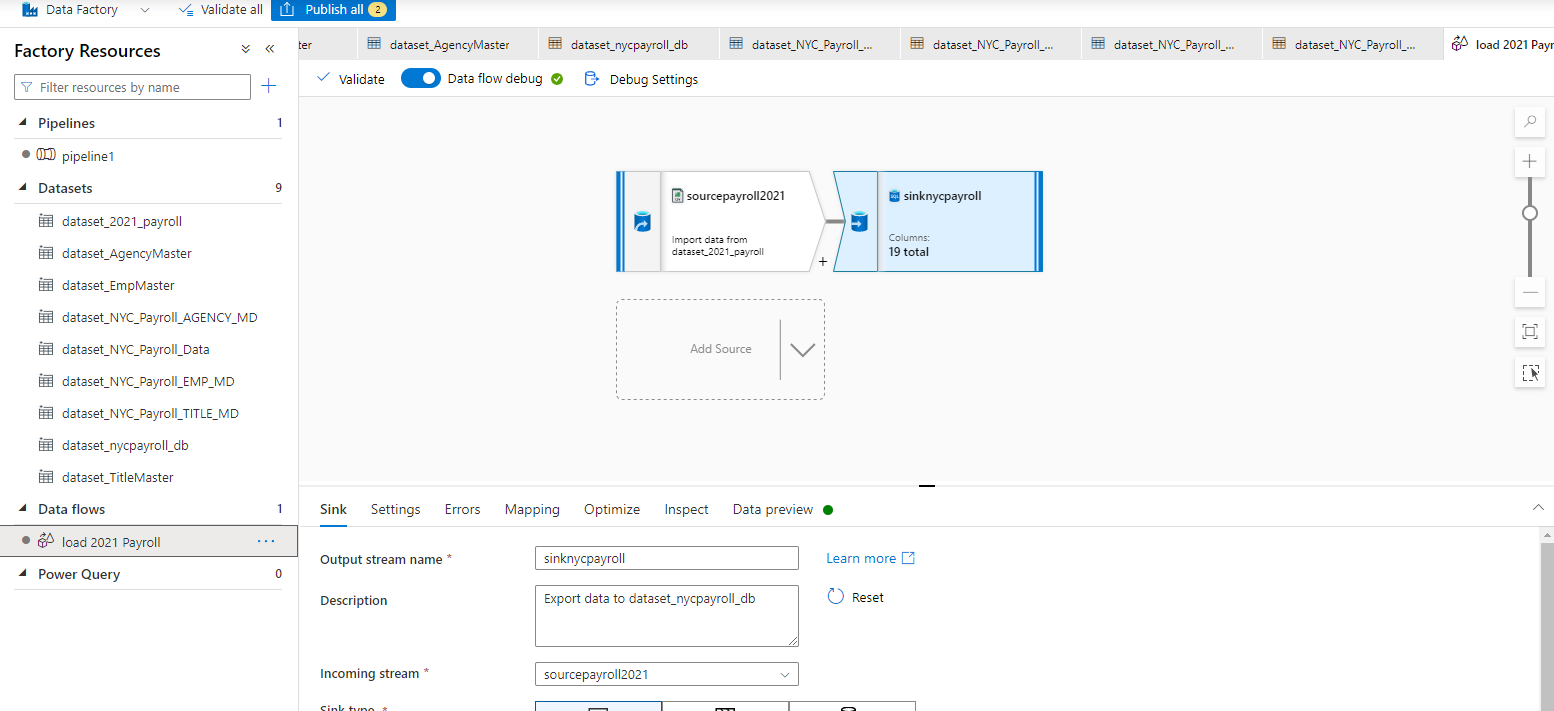 Data Factory
Validate all
Publish all 2
Factory Resources
Filter resources by name
Pipelines 1
pipeline1
Datasets 9
dataset_2021_payroll
dataset_AgencyMaster
dataset_EmpMaster
dataset_NYC_Payroll_AGENCY_MD
dataset_NYC_Payroll_Data
dataset_NYC_Payroll_EMP_MD
dataset_NYC_Payroll_TITLE_MD
dataset_nycpayroll_db
dataset_TitleMaster
Data flows 1
load 2021 Payroll ...
Power Query 0
ter
dataset_AgencyMaster
dataset_nycpayroll_db
dataset_NYC_Payroll_...
dataset_NYC_Payroll_...
dataset_NYC_Payroll_...
dataset_NYC_Payroll_...
load 2021 Payr
Validate
Data flow debug
Debug Settings
sourcepayroll2021
Import data from
dataset_2021_payroll
+
sinknycpayroll
Columns:
19 total
Add Source
Sink
Settings
Errors
Mapping
Optimize
Inspect
Data preview
Output stream name *
sinknycpayroll
Learn more
Description
Export data to dataset_nycpayroll_db
Reset
Incoming stream *
sourcepayroll2021
Sink type *